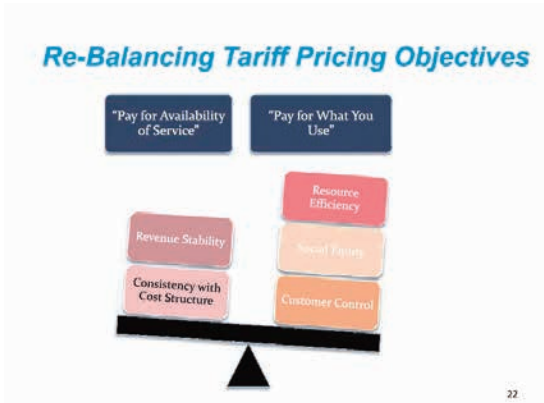 Re-Balancing Tariff Pricing Objectives
“Pay for Availability
of Service”
“Pay for What You
Use”
Resource
Efficiency
Revenue Stability
Social Equity
Consistency with
Cost Structure
Customer Control
22